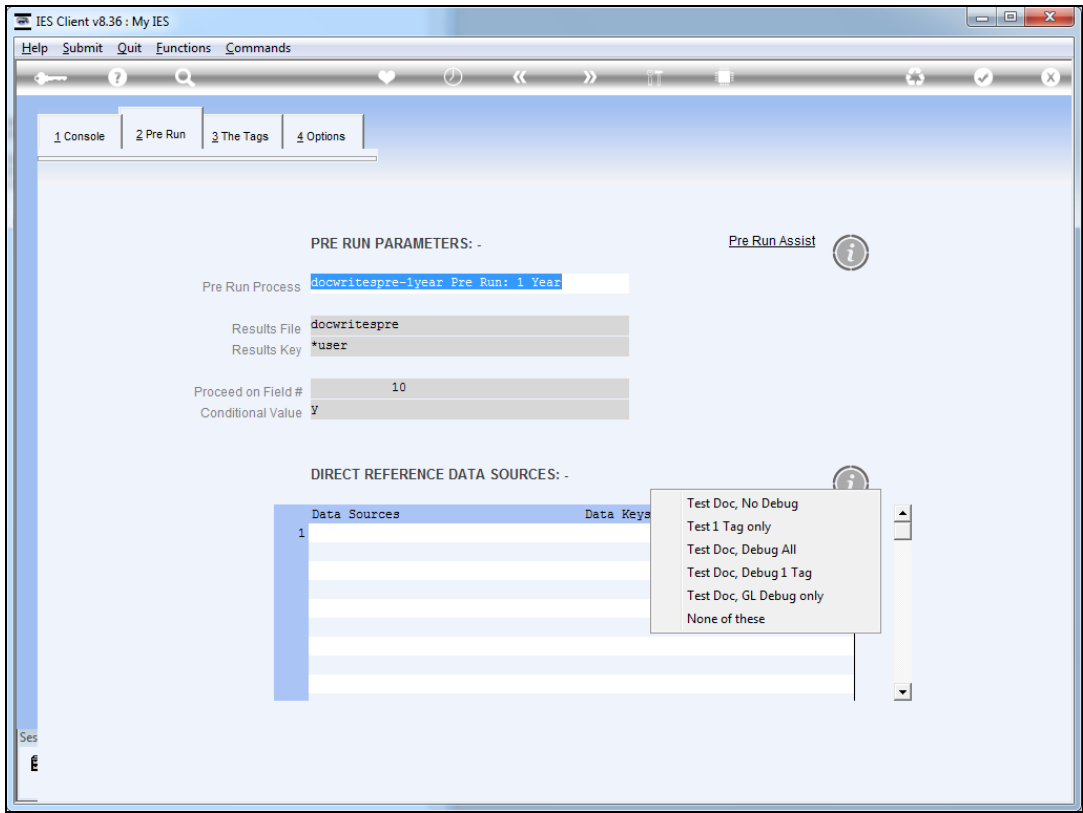 IES Client v8.36 : My IES
Help Submit Quit Functions Commands
1 Console 2 Pre Run 3 The Tags 4 Options
PRE RUN PARAMETERS: -
Pre Run Assist
Pre Run Process docwritespre-1year Pre Run: 1 Year
Results File docwritespre
Results Key *user
Proceed on Field # 10
Conditional Value y
DIRECT REFERENCE DATA SOURCES: -
Data Sources Data Keys
1
Test Doc, No Debug
Test 1 Tag only
Test Doc, Debug All
Test Doc, Debug 1 Tag
Test Doc, GL Debug only
None of these
Ses